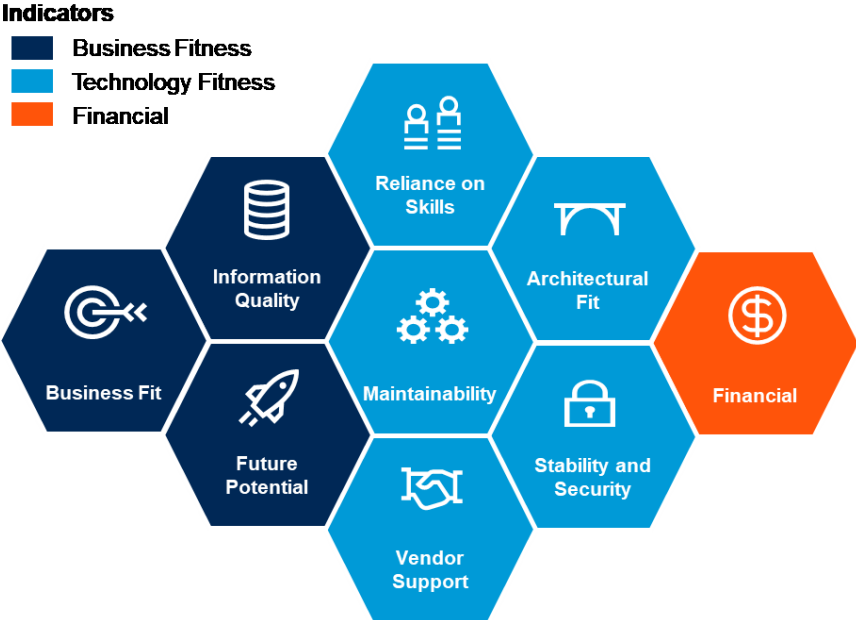 Indicators
Business Fitness
Technology Fitness
Financial
Reliance on
Skills
Information
Quality
Architectural
Fit
Business Fit
Maintainability
Financial
Future
Potential
Stability and
Security
Vendor
Support